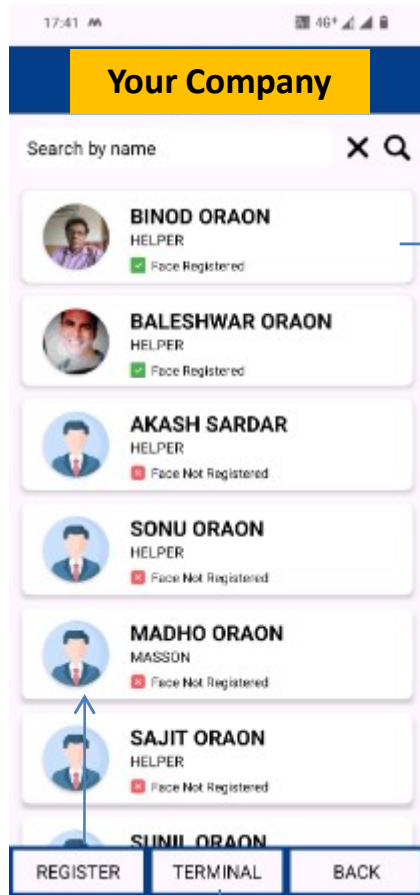 17:41
4G+
Your Company
Search by name
BINOD ORAON
HELPER
Face Registered
BALESHWAR ORAON
HELPER
Face Registered
AKASH SARDAR
HELPER
Face Not Registered
SONU ORAON
HELPER
Face Not Registered
MADHO ORAON
MASSON
Face Not Registered
SAJIT ORAON
HELPER
Face Not Registered
SUNIL ORAON
REGISTER TERMINAL BACK